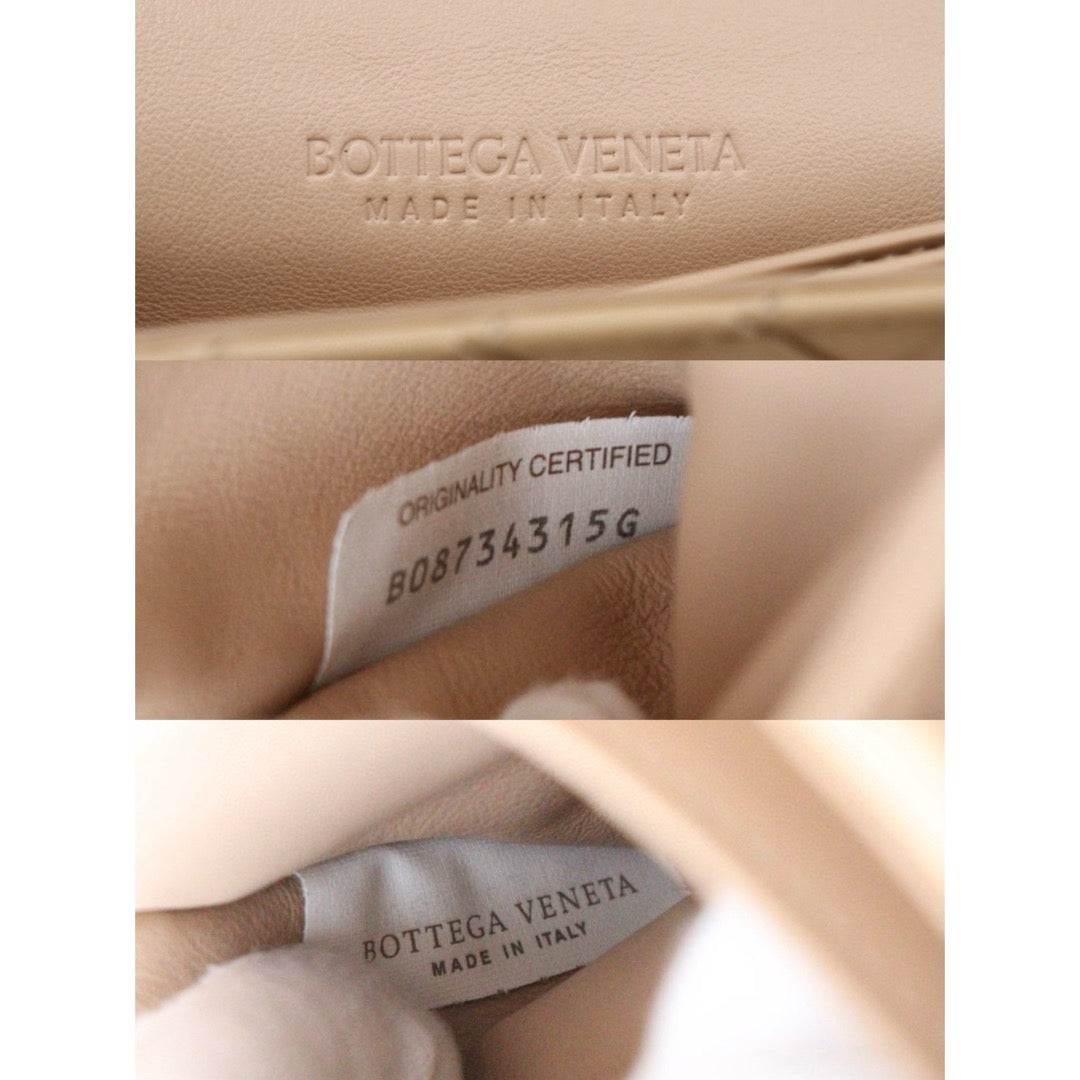 BOTTEGA VENETA
MADE IN ITALY
ORIGINALITY CERTIFIED
B08734315G
BOTTEGA VENETA
MADE IN ITALY